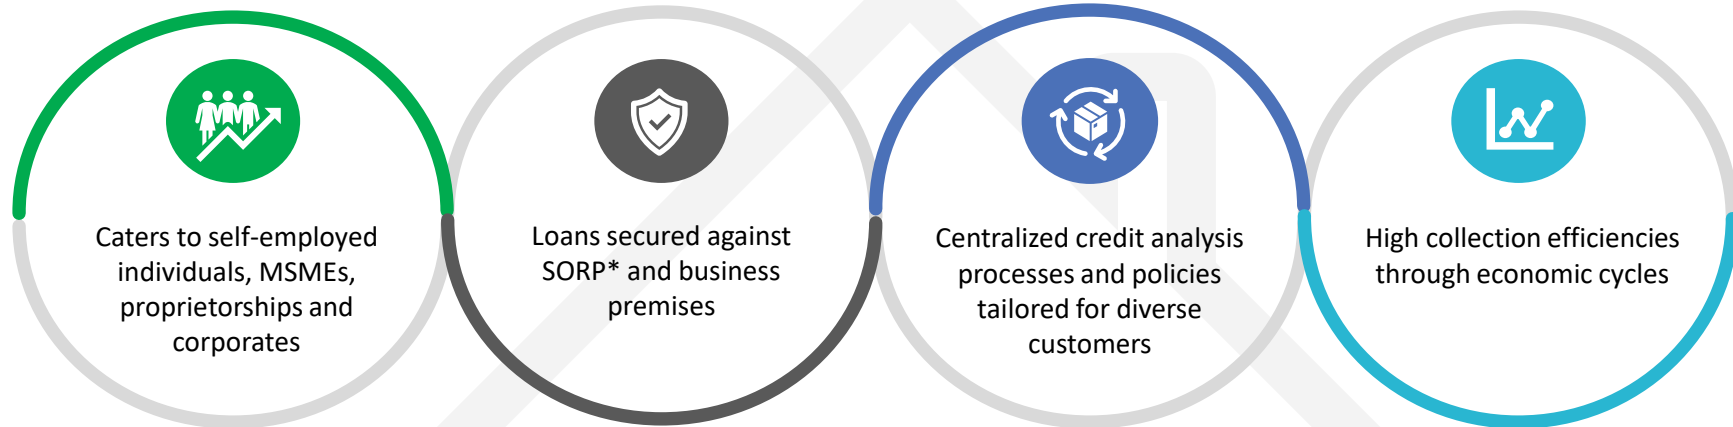 Caters to self-employed
individuals, MSMEs,
proprietorships and
corporates
Loans secured against
SORP* and business
premises
Centralized credit analysis
processes and policies
tailored for diverse
customers
High collection efficiencies
through economic cycles